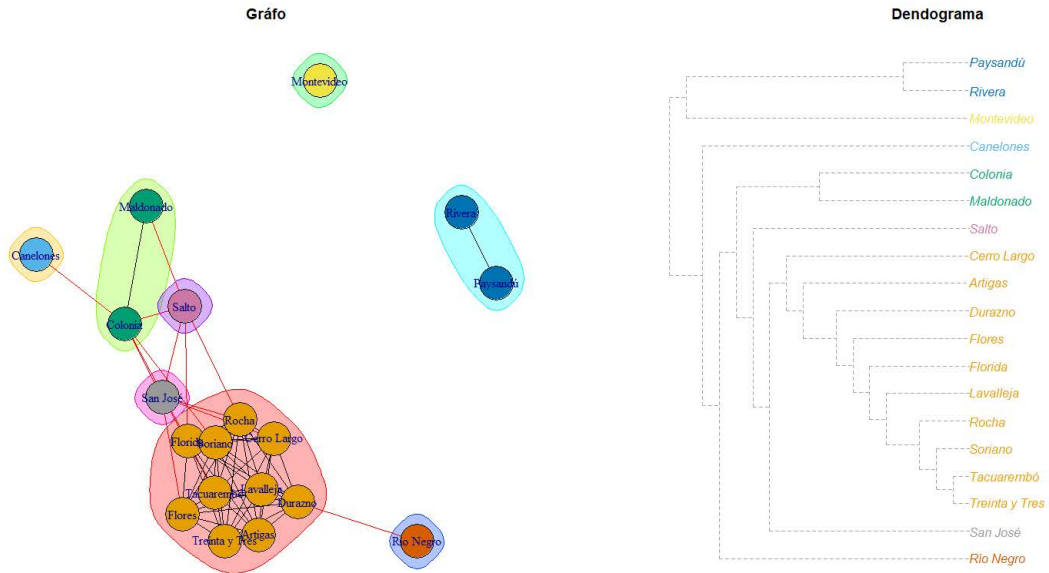 Gráfo
Montevideo
Maldonado
Rivera
Canelones
Paysandú
Salto
Colonia
San José
Rocha
Florida
Soriano
Cerro Largo
Tacuarembó
Lavalleja
Durazno
Flores
Treinta y Tres
Artigas
Río Negro
Dendograma
Paysandú
Rivera
Montevideo
Canelones
Colonia
Maldonado
Salto
Cerro Largo
Artigas
Durazno
Flores
Florida
Lavalleja
Rocha
Soriano
Tacuarembó
Treinta y Tres
San José
Río Negro